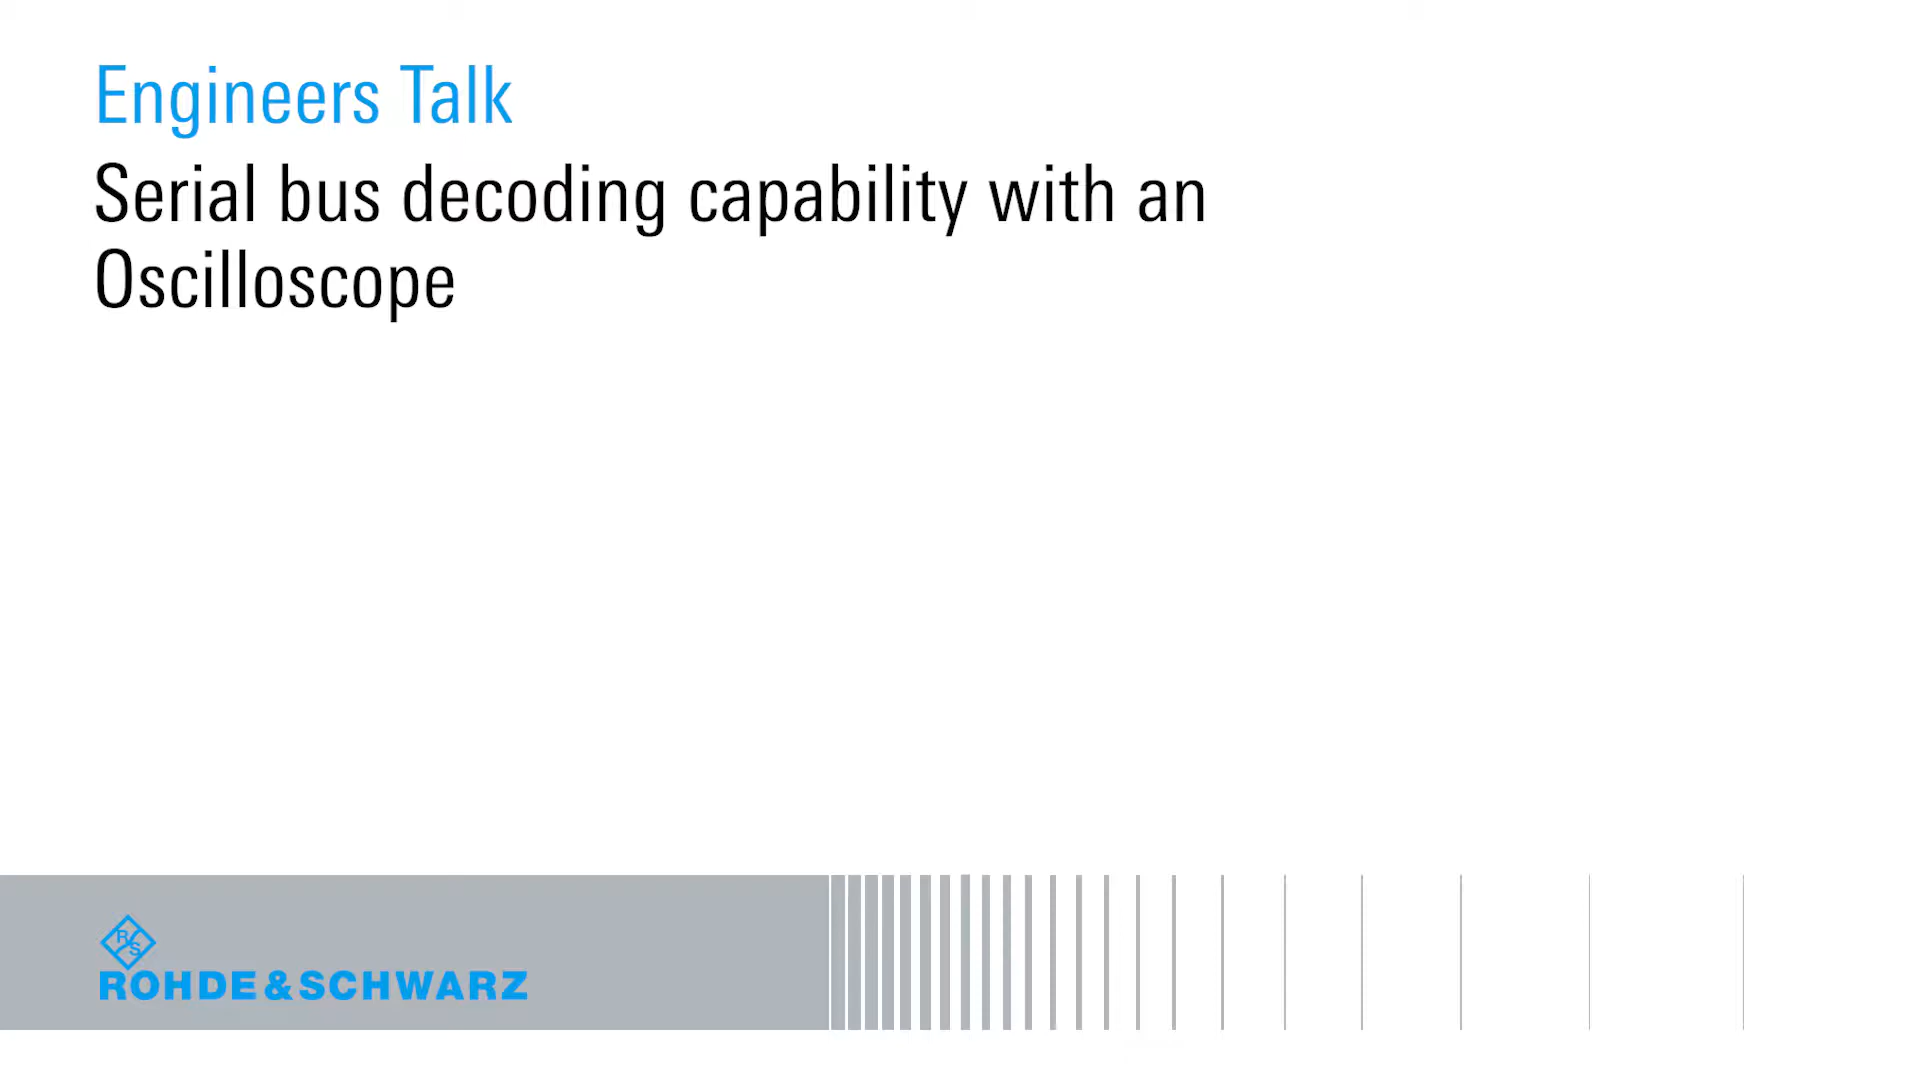 Engineers Talk
Serial bus decoding capability with an
Oscilloscope
R S
ROHDE&SCHWARZ